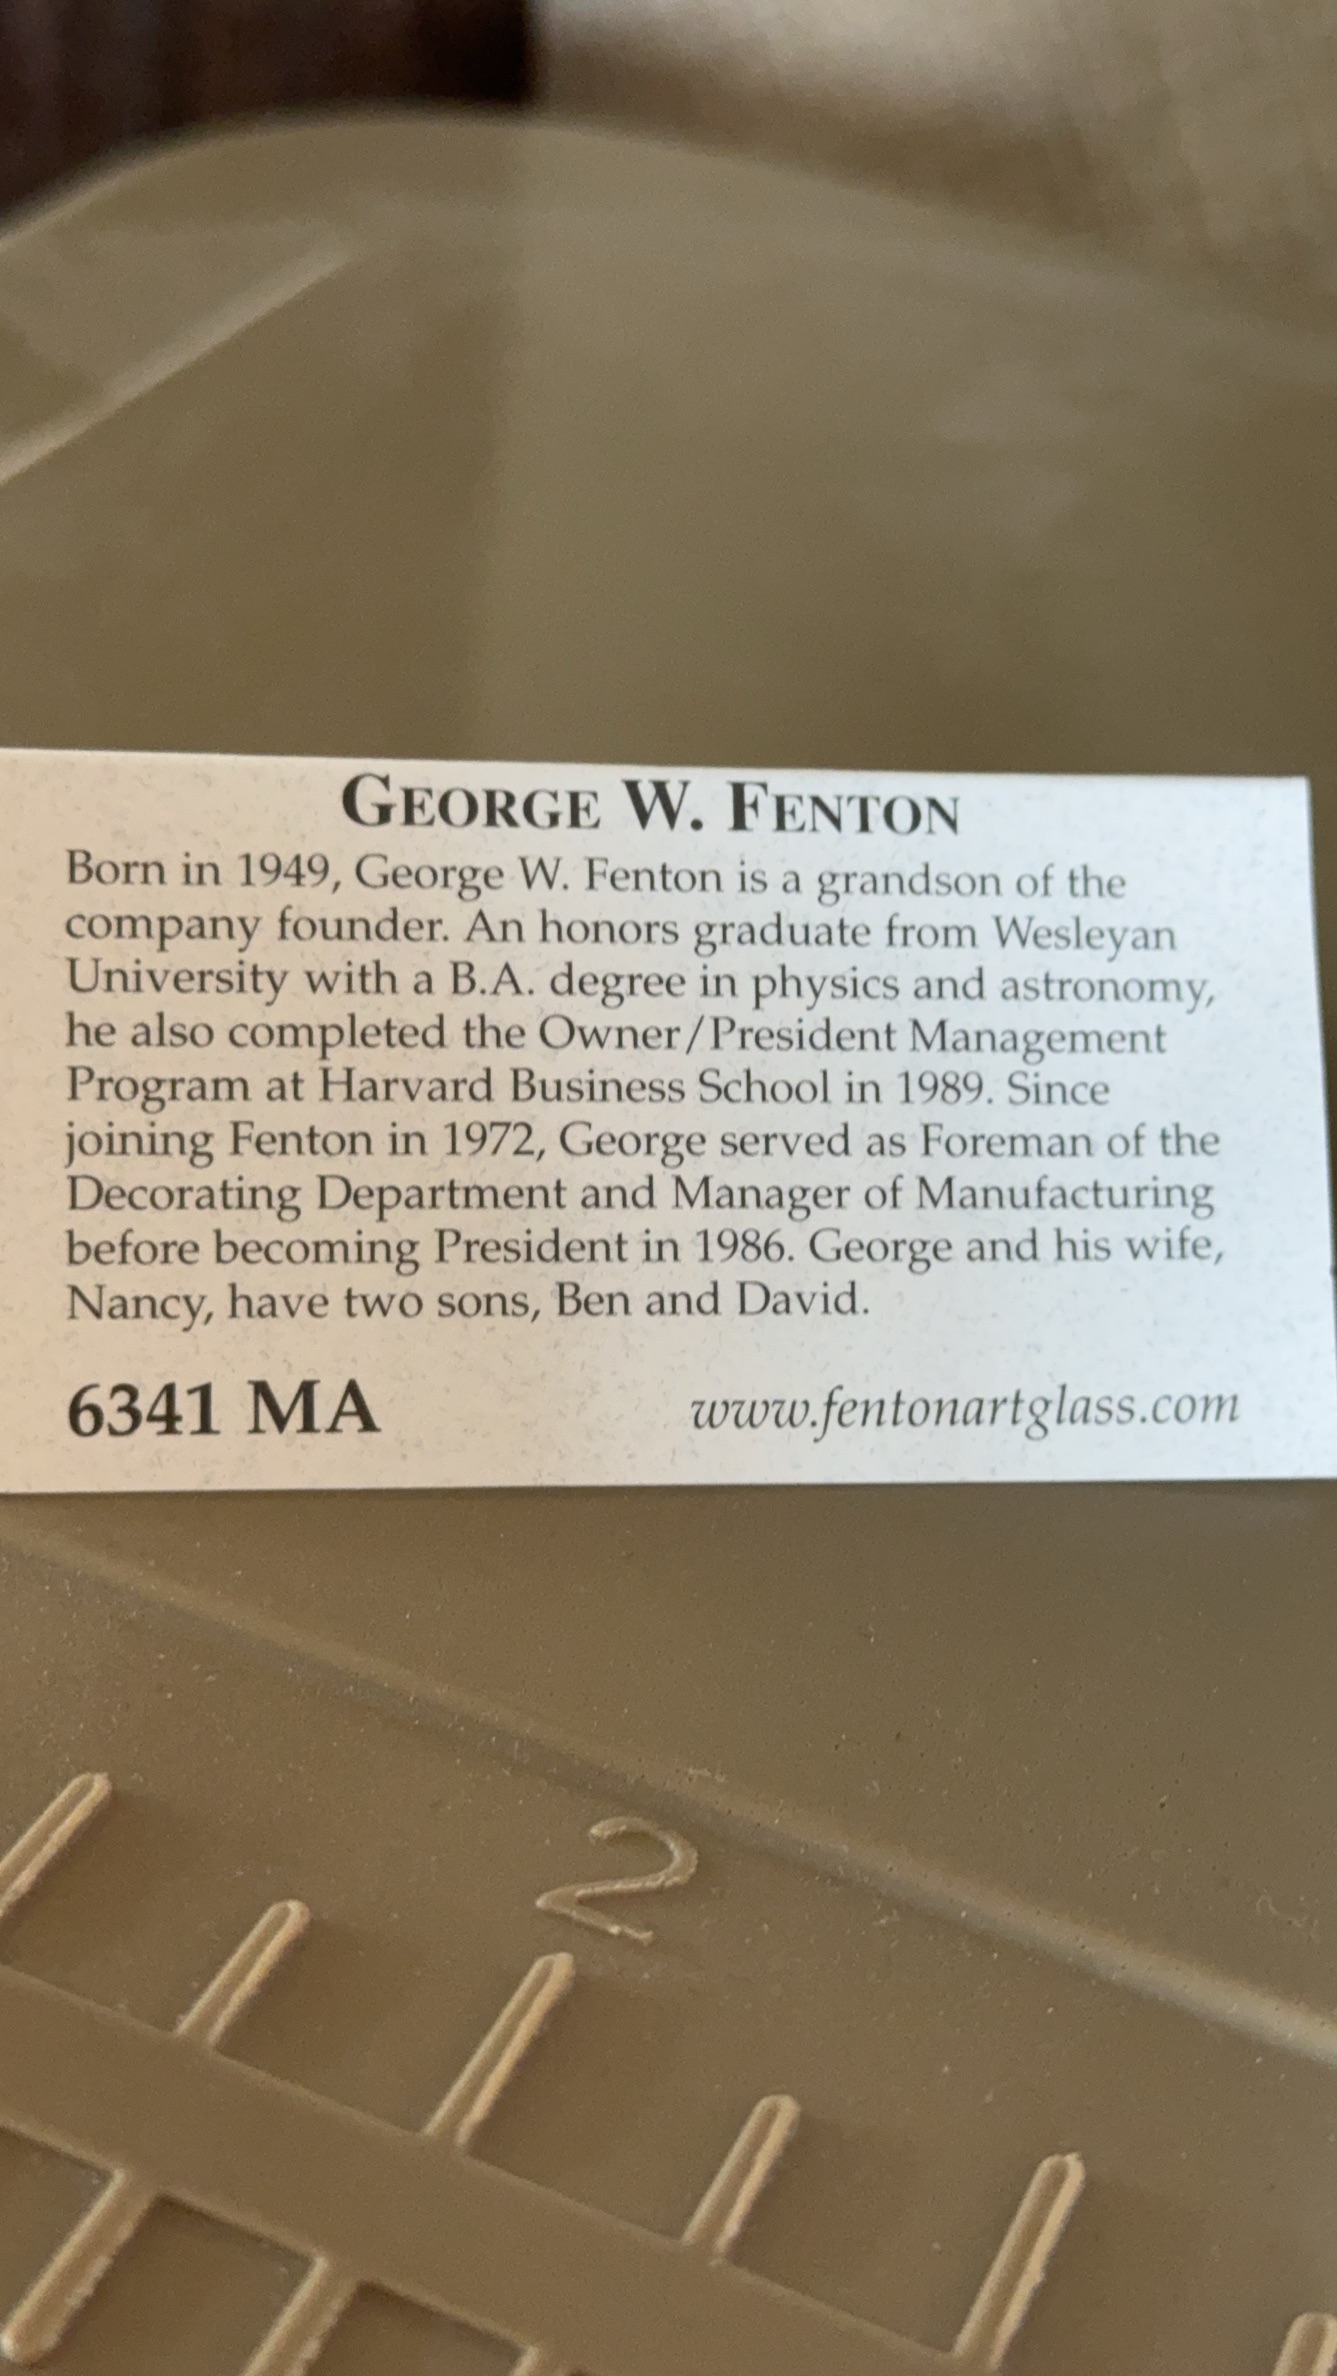 GEORGE W. FENTON
Born in 1949, George W. Fenton is a grandson of the
company founder. An honors graduate from Wesleyan
University with a B.A. degree in physics and astronomy,
he also completed the Owner/President Management
Program at Harvard Business School in 1989. Since
joining Fenton in 1972, George served as Foreman of the
Decorating Department and Manager of Manufacturing
before becoming President in 1986. George and his wife,
Nancy, have two sons, Ben and David.
6341 MA www.fentonartglass.com
2